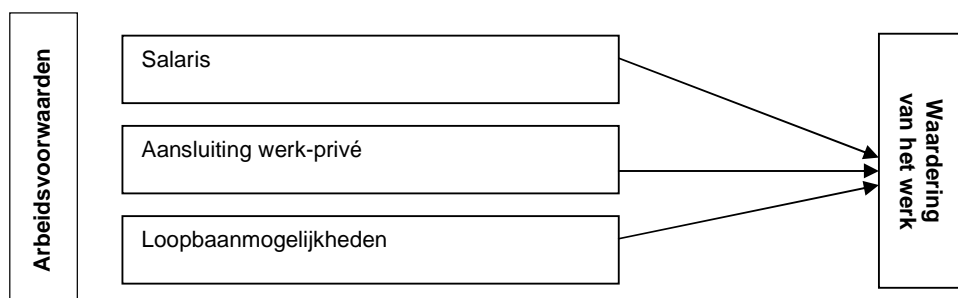 Arbeidsvoorwaarden
Salaris
Aansluiting werk-privé
Loopbaanmogelijkheden
Waardering
van het werk